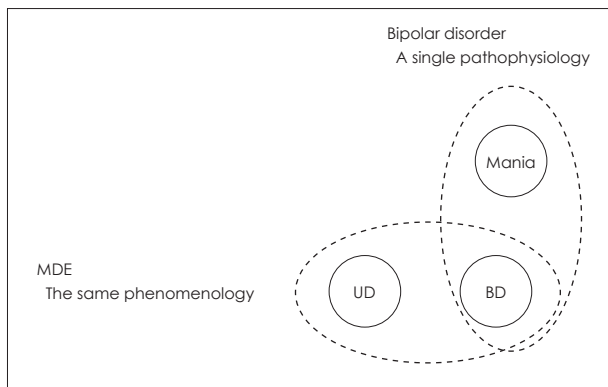 Bipolar disorder
A single pathophysiology
Mania
MDE
The same phenomenology
UD
BD